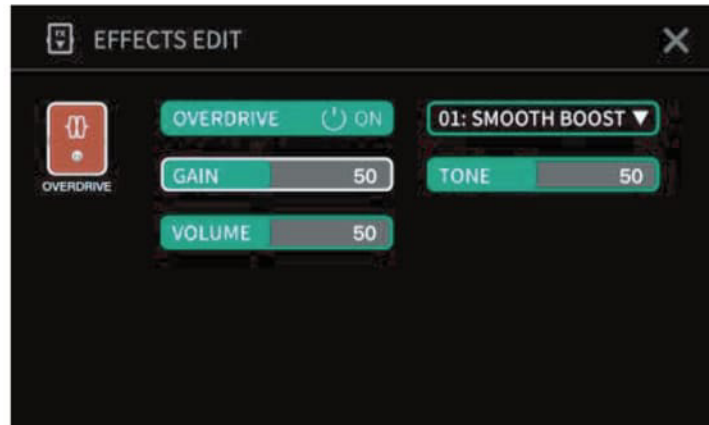 EFFECTS EDIT
OVERDRIVE ON
01: SMOOTH BOOST ▼
GAIN 50
TONE 50
VOLUME 50
OVERDRIVE